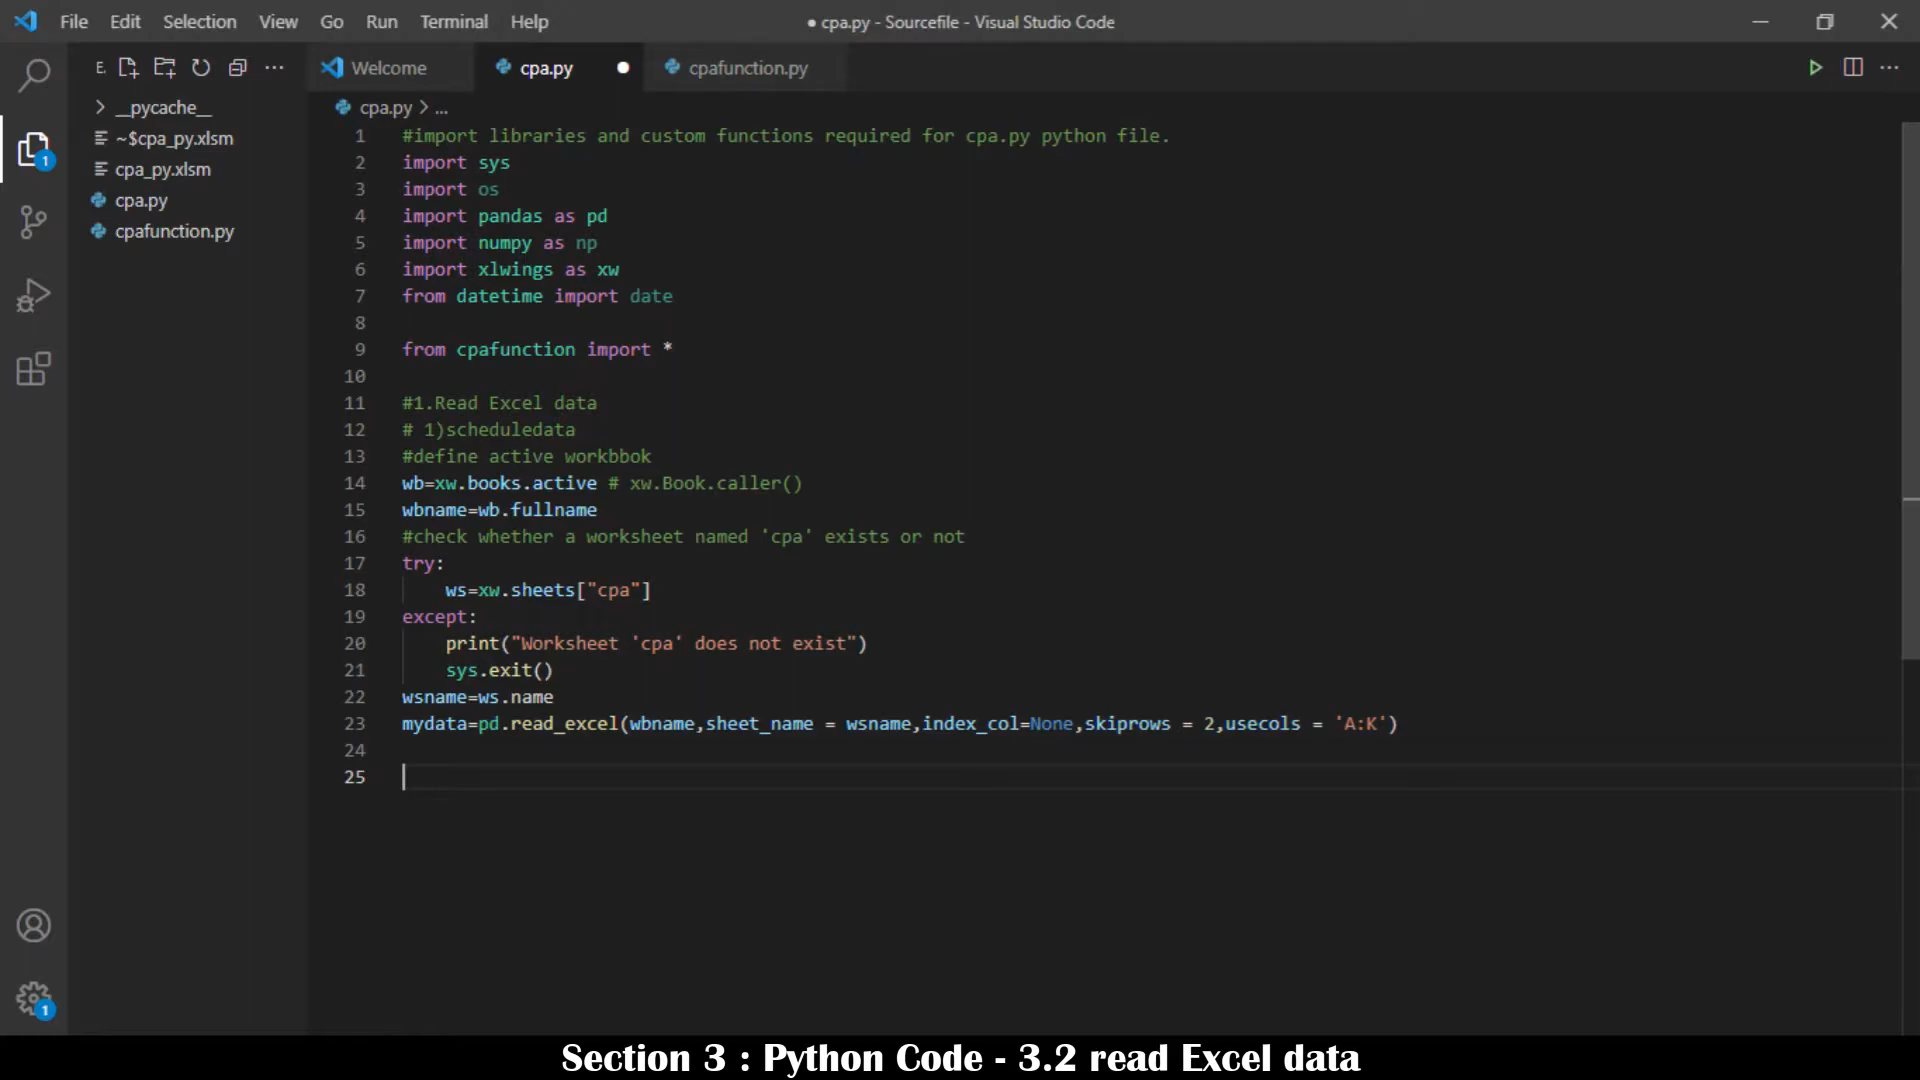 File Edit Selection View Go Run Terminal Help
● cpa.py - Sourcefile - Visual Studio Code
E.
Welcome
cpa.py
cpafunction.py
> __pycache__
~$cpa_py.xlsm
cpa_py.xlsm
cpa.py
cpafunction.py
1
1
cpa.py > ...
1 #import libraries and custom functions required for cpa.py python file.
2 import sys
3 import os
4 import pandas as pd
5 import numpy as np
6 import xlwings as xw
7 from datetime import date
8
9 from cpafunction import *
10
11 #1.Read Excel data
12 # 1)scheduledata
13 #define active workbbok
14 wb=xw.books.active # xw.Book.caller()
15 wbname=wb.fullname
16 #check whether a worksheet named 'cpa' exists or not
17 try:
18 ws=xw.sheets["cpa"]
19 except:
20 print("Worksheet 'cpa' does not exist")
21 sys.exit()
22 wsname=ws.name
23 mydata=pd.read_excel(wbname,sheet_name = wsname,index_col=None,skiprows = 2,usecols = 'A:K')
24
25
Section 3 : Python Code - 3.2 read Excel data